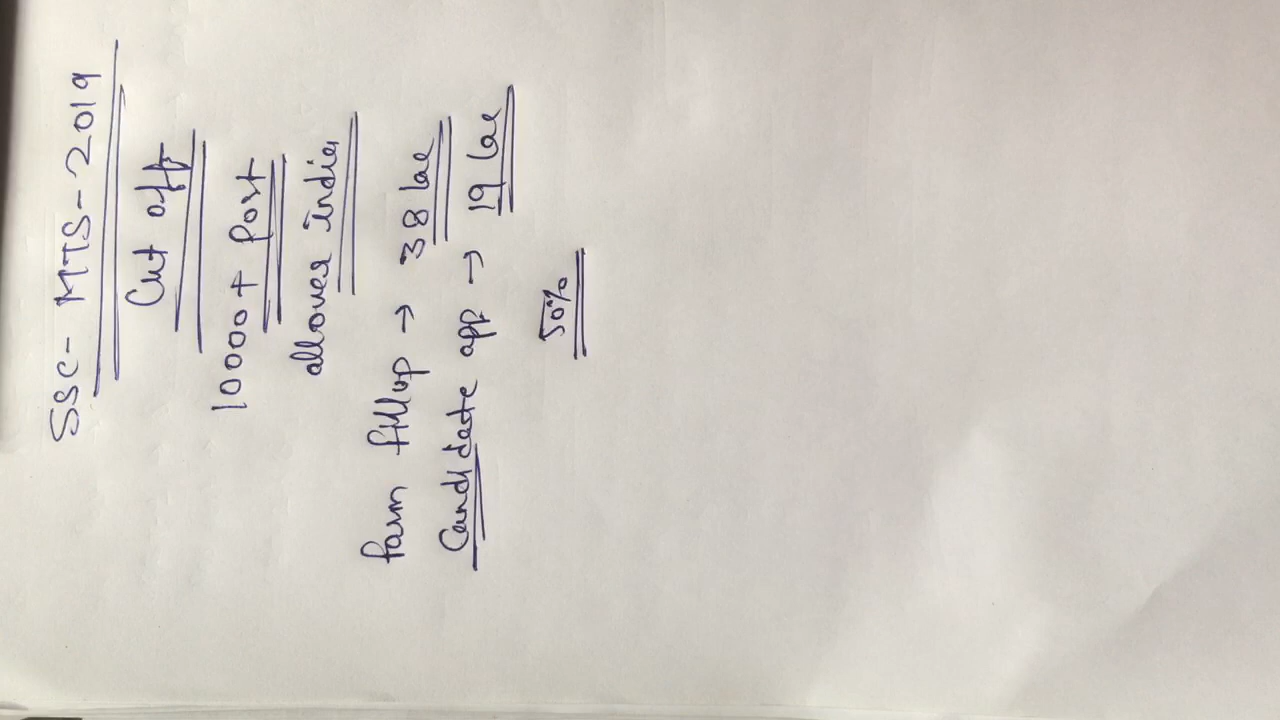 SSC- MTS-2019
Cut off
10000+ Post
allover india
form fillup → 38 lac
Candidate app → 19 lac
50%